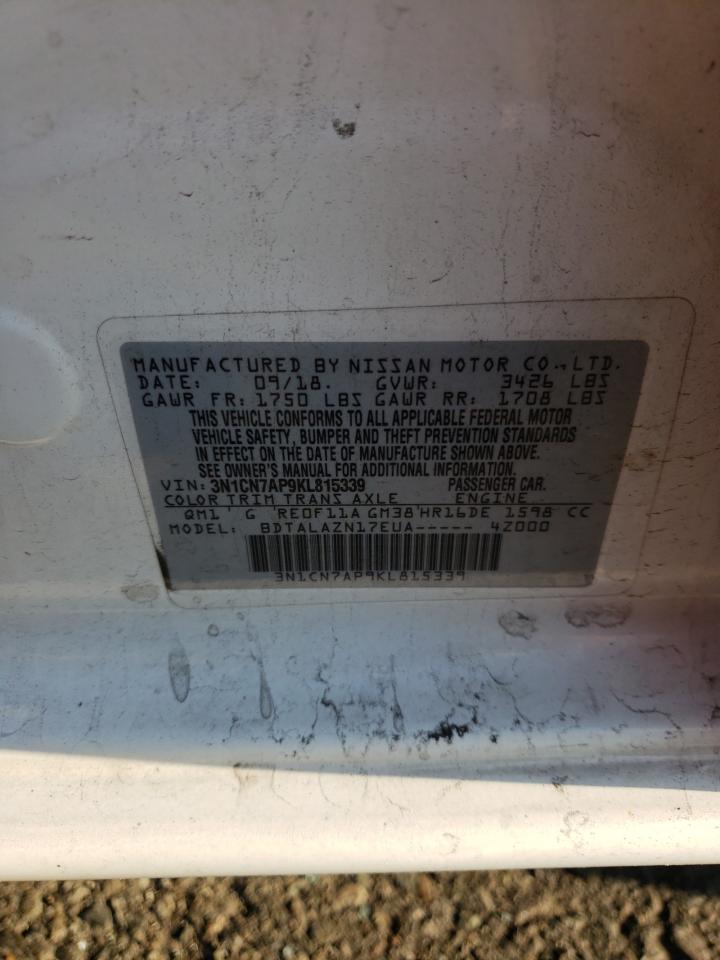 MANUFACTURED BY NISSAN MOTOR CO., LTD.
DATE: 09/18. GVWR: 3426 LBS
GAWR FR: 1750 LBS GAWR RR: 1708 LBS
THIS VEHICLE CONFORMS TO ALL APPLICABLE FEDERAL MOTOR
VEHICLE SAFETY, BUMPER AND THEFT PREVENTION STANDARDS
IN EFFECT ON THE DATE OF MANUFACTURE SHOWN ABOVE.
SEE OWNER'S MANUAL FOR ADDITIONAL INFORMATION.
VIN: 3N1CN7AP9KL815339 PASSENGER CAR.
COLOR TRIM TRANS AXLE ENGINE
QM1 G RE0F11A GM38 HR16DE 1598 CC
MODEL: BDTALAZN17EUA----- 4Z000
3N1CN7AP9KL815339